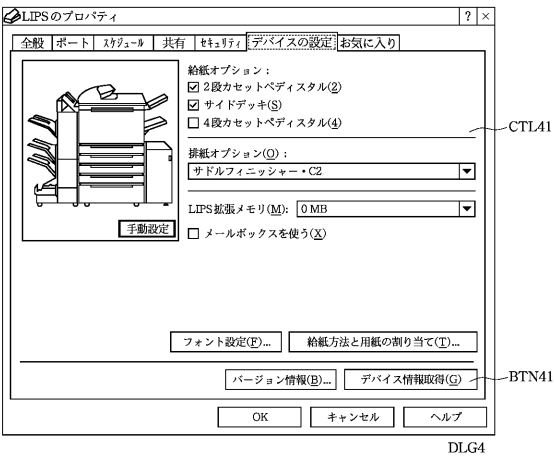 LIPSのプロパティ ? ×
全般 ポート スケジュール 共有 セキュリティ デバイスの設定 お気に入り
給紙オプション：
2段カセットペディスタル(2)
サイドデッキ(S)
4段カセットペディスタル(4)
CTL41
排紙オプション(O)：
サドルフィニッシャー・C2
LIPS拡張メモリ(M): 0 MB
手動設定
メールボックスを使う(X)
フォント設定(F)... 給紙方法と用紙の割り当て(T)...
バージョン情報(B)... デバイス情報取得(G)
BTN41
OK キャンセル ヘルプ
DLG4